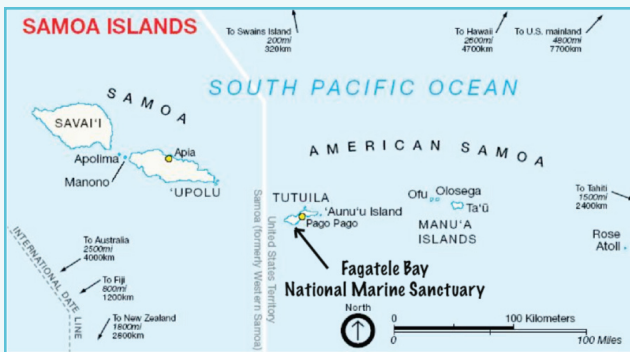 SAMOA ISLANDS
To Swains Island
200mi
320km
To Hawaii
2600mi
4700km
To U.S. mainland
4800mi
7700km
SOUTH PACIFIC OCEAN
SAMOA
SAVAI'I
Apolima
Manono
Apia
'UPOLU
AMERICAN SAMOA
TUTUILA
'Aunu'u Island
Pago Pago
Ofu
Olosega
Ta'ū
MANU'A
ISLANDS
To Tahiti
1500mi
2400km
Rose
Atoll
INTERNATIONAL DATE LINE
To Australia
2500mi
4000km
To Fiji
800mi
1200km
To New Zealand
1800mi
2800km
Samoa (formerly Western Samoa)
United States Territory
Fagatele Bay
National Marine Sanctuary
North
0
100 Kilometers
0
100 Miles